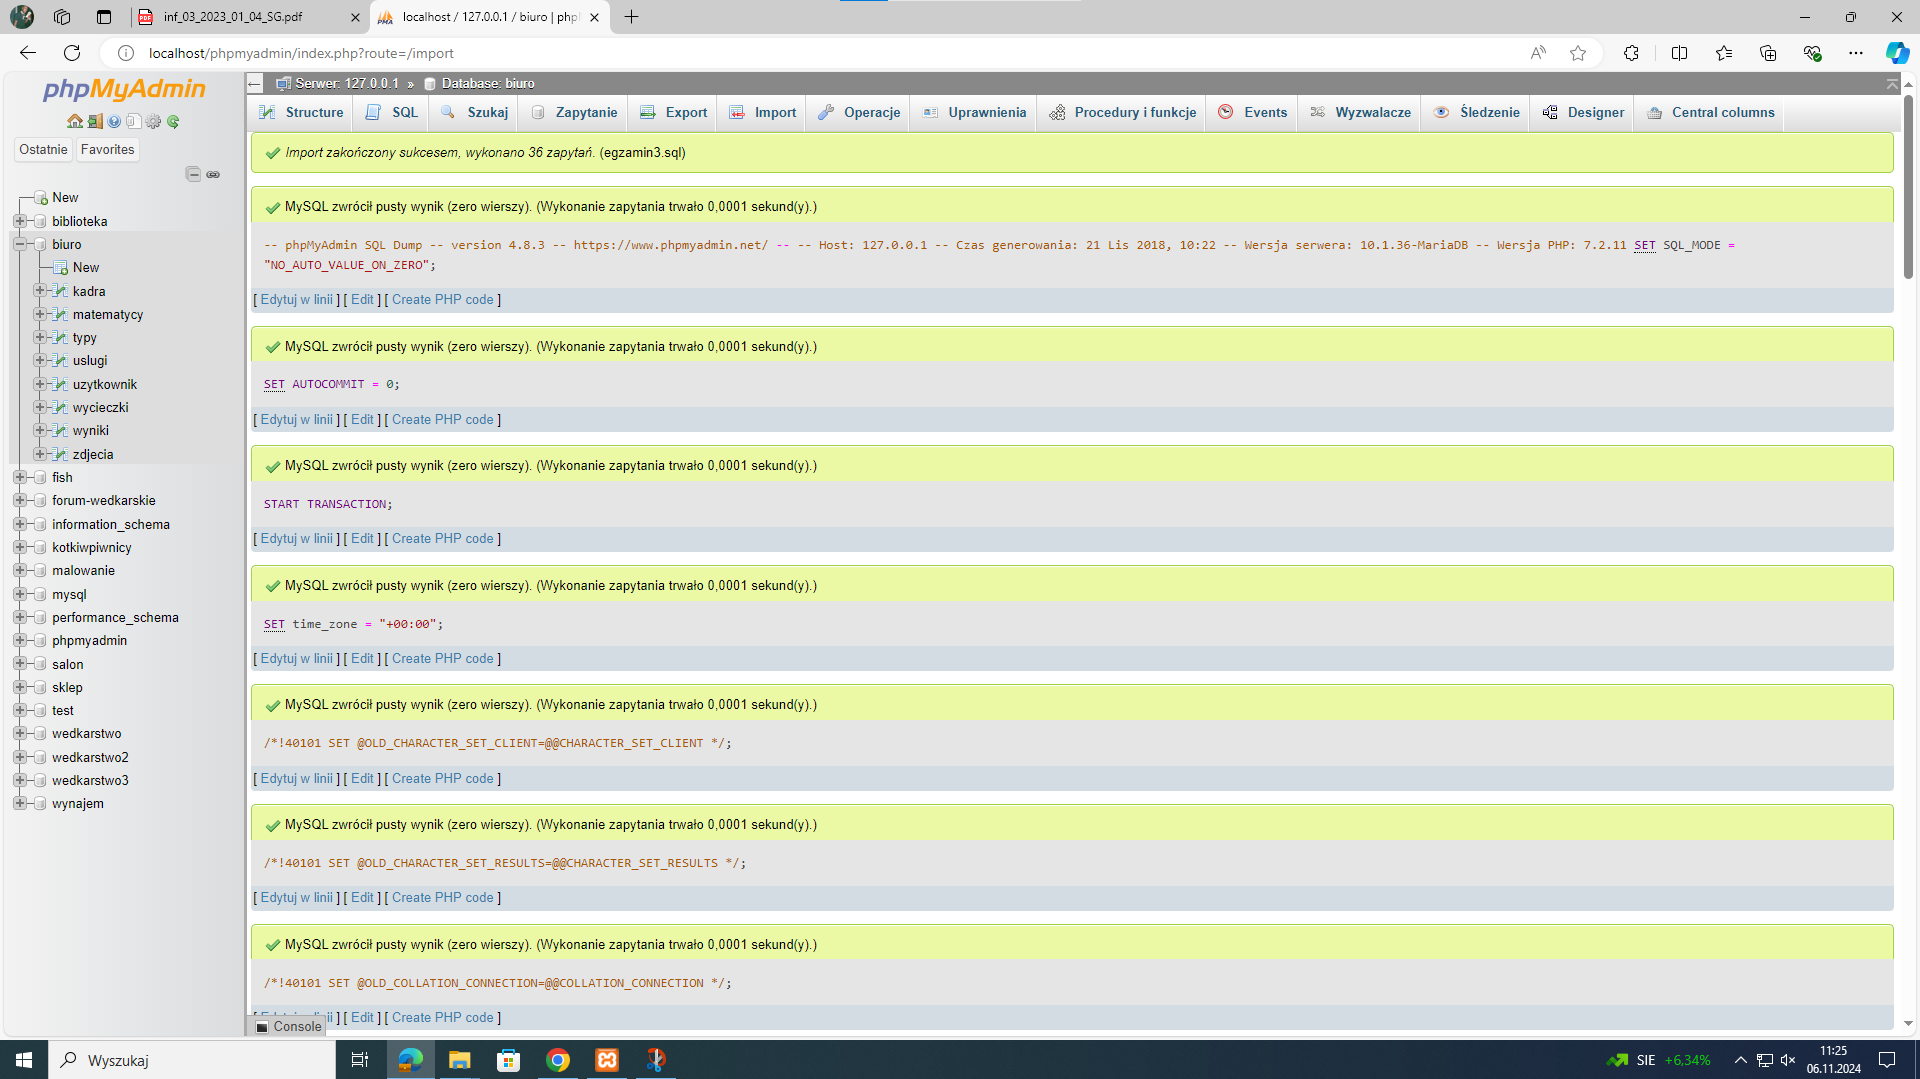 inf_03_2023_01_04_SG.pdf
localhost / 127.0.0.1 / biuro | php
localhost/phpmyadmin/index.php?route=/import
phpMyAdmin
Ostatnie Favorites
New
biblioteka
biuro
New
kadra
matematycy
typy
uslugi
uzytkownik
wycieczki
wyniki
zdjecia
fish
forum-wedkarskie
information_schema
kotkiwpiwnicy
malowanie
mysql
performance_schema
phpmyadmin
salon
sklep
test
wedkarstwo
wedkarstwo2
wedkarstwo3
wynajem
Serwer: 127.0.0.1 » Database: biuro
Structure SQL Szukaj Zapytanie Export Import Operacje Uprawnienia Procedury i funkcje Events Wyzwalacze Śledzenie Designer Central columns
Import zakończony sukcesem, wykonano 36 zapytań. (egzamin3.sql)
MySQL zwrócił pusty wynik (zero wierszy). (Wykonanie zapytania trwało 0,0001 sekund(y).)
-- phpMyAdmin SQL Dump -- version 4.8.3 -- https://www.phpmyadmin.net/ -- -- Host: 127.0.0.1 -- Czas generowania: 21 Lis 2018, 10:22 -- Wersja serwera: 10.1.36-MariaDB -- Wersja PHP: 7.2.11 SET SQL_MODE =
"NO_AUTO_VALUE_ON_ZERO";
[ Edytuj w linii ] [ Edit ] [ Create PHP code ]
MySQL zwrócił pusty wynik (zero wierszy). (Wykonanie zapytania trwało 0,0001 sekund(y).)
SET AUTOCOMMIT = 0;
[ Edytuj w linii ] [ Edit ] [ Create PHP code ]
MySQL zwrócił pusty wynik (zero wierszy). (Wykonanie zapytania trwało 0,0001 sekund(y).)
START TRANSACTION;
[ Edytuj w linii ] [ Edit ] [ Create PHP code ]
MySQL zwrócił pusty wynik (zero wierszy). (Wykonanie zapytania trwało 0,0001 sekund(y).)
SET time_zone = "+00:00";
[ Edytuj w linii ] [ Edit ] [ Create PHP code ]
MySQL zwrócił pusty wynik (zero wierszy). (Wykonanie zapytania trwało 0,0001 sekund(y).)
/*!40101 SET @OLD_CHARACTER_SET_CLIENT=@@CHARACTER_SET_CLIENT */;
[ Edytuj w linii ] [ Edit ] [ Create PHP code ]
MySQL zwrócił pusty wynik (zero wierszy). (Wykonanie zapytania trwało 0,0001 sekund(y).)
/*!40101 SET @OLD_CHARACTER_SET_RESULTS=@@CHARACTER_SET_RESULTS */;
[ Edytuj w linii ] [ Edit ] [ Create PHP code ]
MySQL zwrócił pusty wynik (zero wierszy). (Wykonanie zapytania trwało 0,0001 sekund(y).)
/*!40101 SET @OLD_COLLATION_CONNECTION=@@COLLATION_CONNECTION */;
[ Edit ] [ Create PHP code ]
Console
Wyszukaj
SIE +6,34%
11:25
06.11.2024